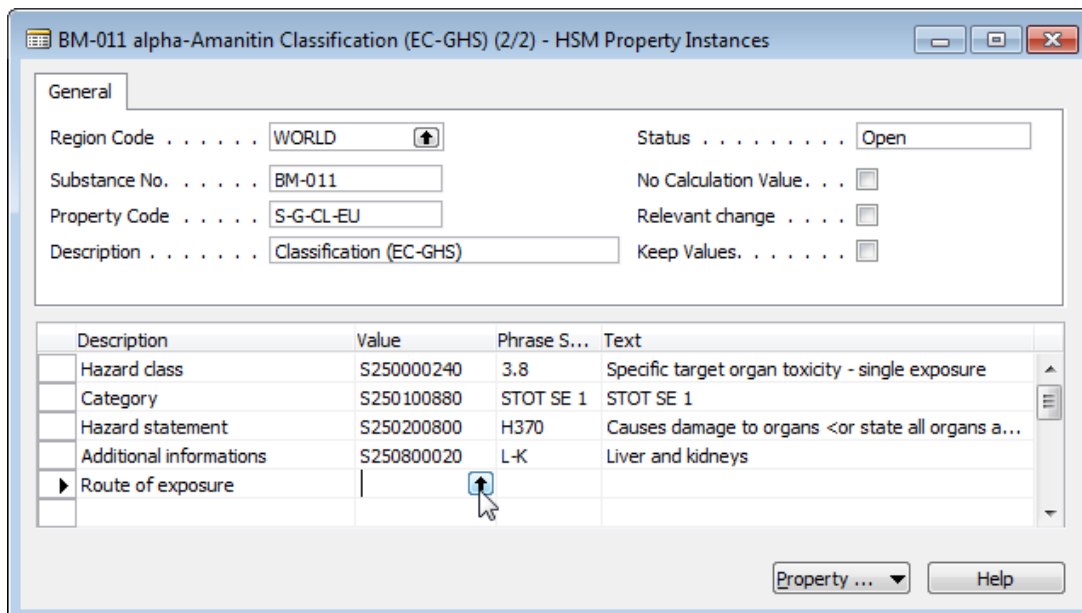 BM-011 alpha-Amanitin Classification (EC-GHS) (2/2) - HSM Property Instances
General
Region Code . . . . . . WORLD Status . . . . . . . . . Open
Substance No. . . . . . BM-011 No Calculation Value. . .
Property Code . . . . . S-G-CL-EU Relevant change . . . .
Description . . . . . . . Classification (EC-GHS) Keep Values. . . . . . .
Description Value Phrase S... Text
Hazard class S250000240 3.8 Specific target organ toxicity - single exposure
Category S250100880 STOT SE 1 STOT SE 1
Hazard statement S250200800 H370 Causes damage to organs <or state all organs a...
Additional informations S250800020 L-K Liver and kidneys
Route of exposure
Property ... Help